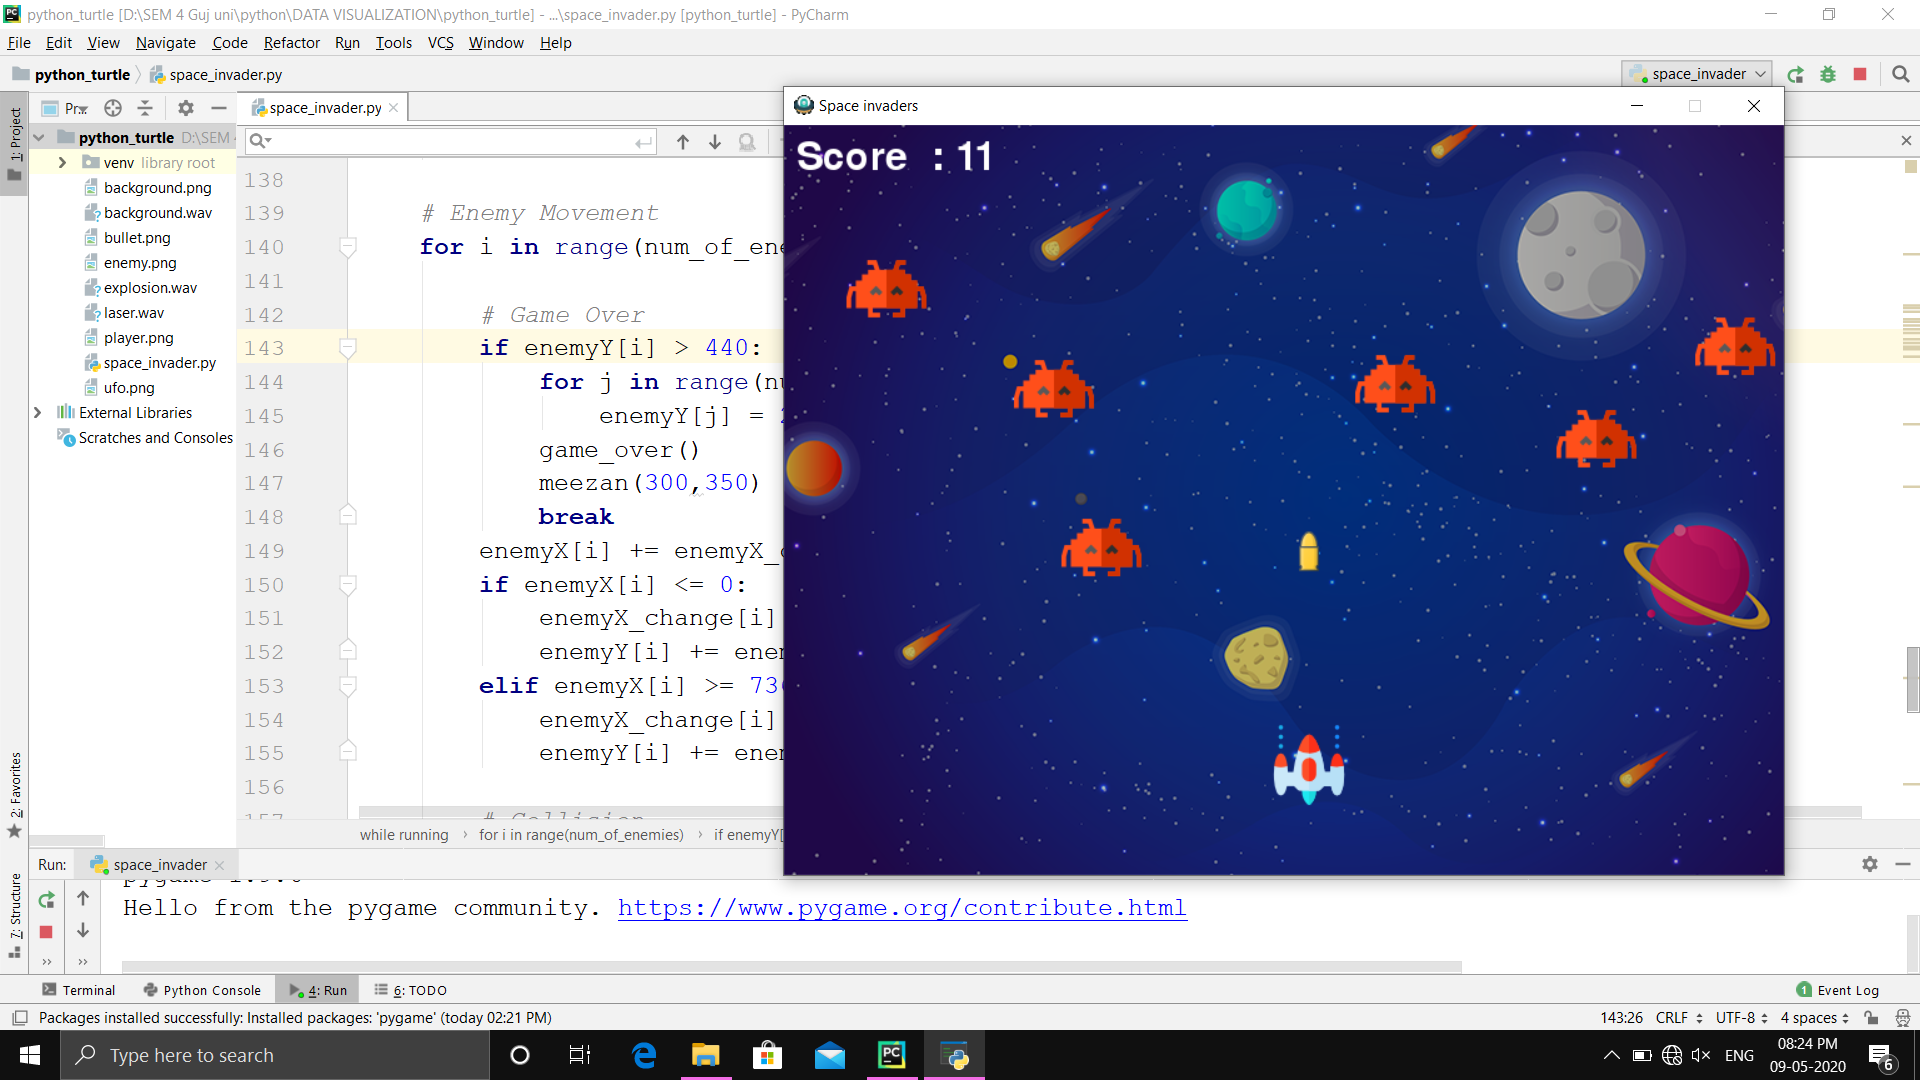 python_turtle [D:\SEM 4 Guj uni\python\DATA VISUALIZATION\python_turtle] - ...\space_invader.py [python_turtle] - PyCharm
File Edit View Navigate Code Refactor Run Tools VCS Window Help
python_turtle space_invader.py
space_invader
Pr...
space_invader.py
Space invaders
1: Project
python_turtle D:\SEM
venv library root
background.png
background.wav
bullet.png
enemy.png
explosion.wav
laser.wav
player.png
space_invader.py
ufo.png
External Libraries
Scratches and Consoles
Score : 11
138
139 # Enemy Movement
140 for i in range(num_of_ene
141
142 # Game Over
143 if enemyY[i] > 440:
144 for j in range(nu
145 enemyY[j] = 2
146 game_over()
147 meezan(300,350)
148 break
149 enemyX[i] += enemyX_c
150 if enemyX[i] <= 0:
151 enemyX_change[i]
152 enemyY[i] += enem
153 elif enemyX[i] >= 736
154 enemyX_change[i]
155 enemyY[i] += enem
156
157 # Collision
while running for i in range(num_of_enemies) if enemyY[
2: Favorites
7: Structure
Run: space_invader
Hello from the pygame community. https://www.pygame.org/contribute.html
Terminal Python Console 4: Run 6: TODO 1 Event Log
Packages installed successfully: Installed packages: 'pygame' (today 02:21 PM) 143:26 CRLF UTF-8 4 spaces
Type here to search
ENG
08:24 PM
09-05-2020
6